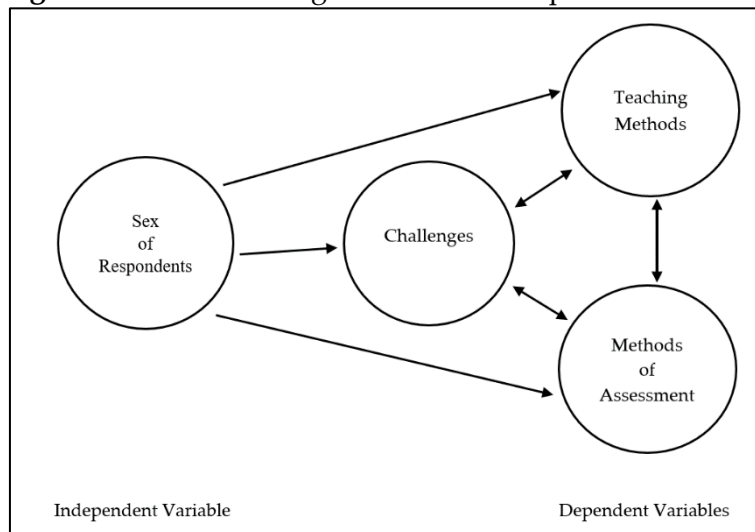 Teaching
Methods
Sex
of
Respondents
Challenges
Methods
of
Assessment
Independent Variable
Dependent Variables